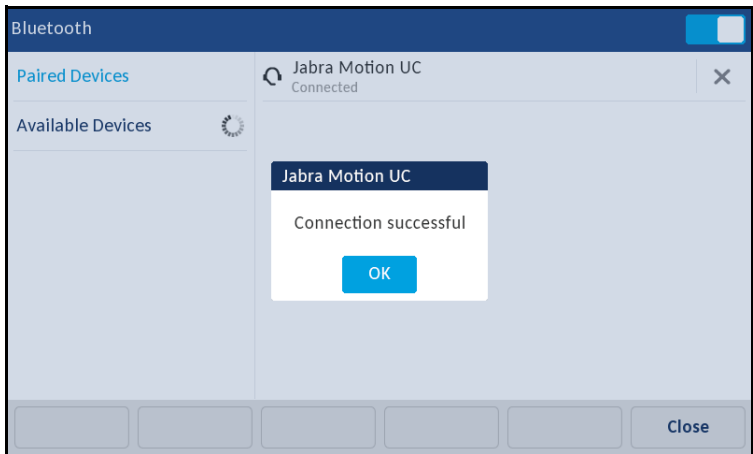 Bluetooth
Paired Devices
Jabra Motion UC
Connected
Available Devices
Jabra Motion UC
Connection successful
OK
Close